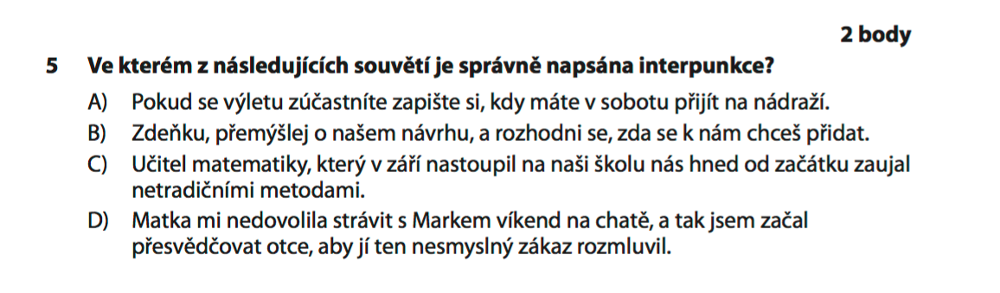 2 body
5 Ve kterém z následujících souvětí je správně napsána interpunkce?
A) Pokud se výletu zúčastníte zapište si, kdy máte v sobotu přijít na nádraží.
B) Zdeňku, přemýšlej o našem návrhu, a rozhodni se, zda se k nám chceš přidat.
C) Učitel matematiky, který v září nastoupil na naši školu nás hned od začátku zaujal
netradičními metodami.
D) Matka mi nedovolila strávit s Markem víkend na chatě, a tak jsem začal
přesvědčovat otce, aby jí ten nesmyslný zákaz rozmluvil.